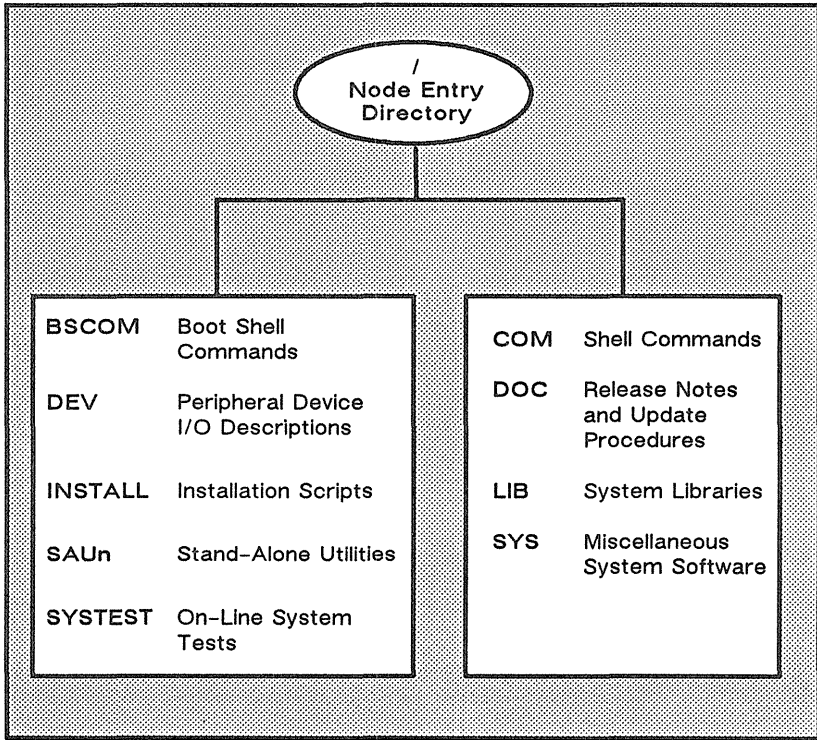 /
Node Entry
Directory
BSCOM Boot Shell
Commands
DEV Peripheral Device
I/O Descriptions
INSTALL Installation Scripts
SAUn Stand-Alone Utilities
SYSTEST On-Line System
Tests
COM Shell Commands
DOC Release Notes
and Update
Procedures
LIB System Libraries
SYS Miscellaneous
System Software